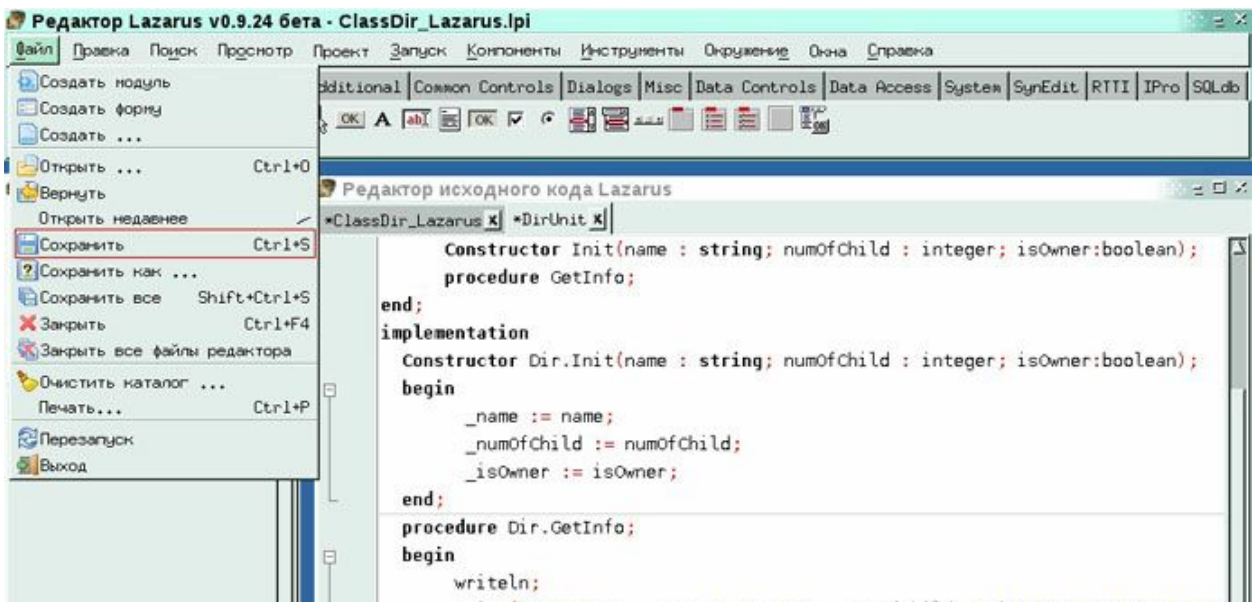 Редактор Lazarus v0.9.24 бета - ClassDir_Lazarus.lpi
Файл Правка Поиск Просмотр Проект Запуск Компоненты Инструменты Окружение Окна Справка
dditional Common Controls Dialogs Misc Data Controls Data Access System SynEdit RTTI IPro SQLdb
OK A abI OK
Создать модуль
Создать форму
Создать ...
Открыть ... Ctrl+O
Вернуть
Открыть недавнее
Сохранить Ctrl+S
Сохранить как ...
Сохранить все Shift+Ctrl+S
Закрыть Ctrl+F4
Закрыть все файлы редактора
Очистить каталог ...
Печать... Ctrl+P
Перезапуск
Выход
Редактор исходного кода Lazarus
*ClassDir_Lazarus *DirUnit
Constructor Init(name : string; numOfChild : integer; isOwner:boolean);
procedure GetInfo;
end;
implementation
Constructor Dir.Init(name : string; numOfChild : integer; isOwner:boolean);
begin
_name := name;
_numOfChild := numOfChild;
_isOwner := isOwner;
end;
procedure Dir.GetInfo;
begin
writeln;